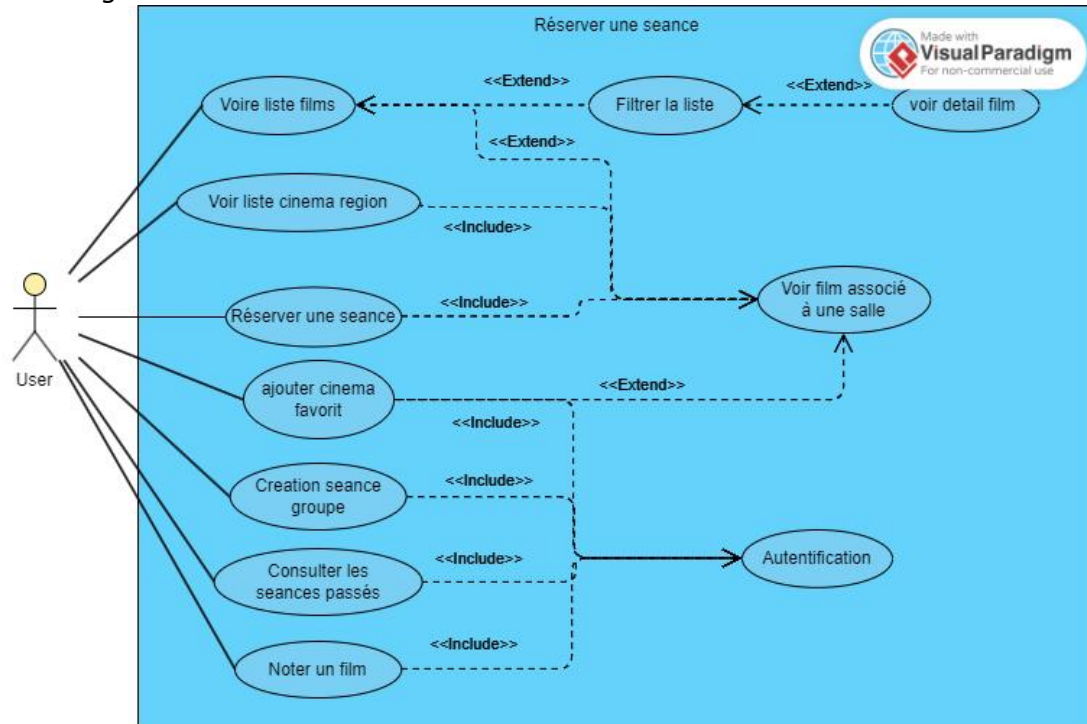 Réserver une seance
Made with
VisualParadigm
For non-commercial use
<<Extend>>
<<Extend>>
Voire liste films
Filtrer la liste
voir detail film
<<Extend>>
Voir liste cinema region
<<Include>>
Réserver une seance
<<Include>>
Voir film associé
à une salle
User
ajouter cinema
favorit
<<Extend>>
<<Include>>
Creation seance
groupe
<<Include>>
Consulter les
seances passés
<<Include>>
Autentification
Noter un film
<<Include>>